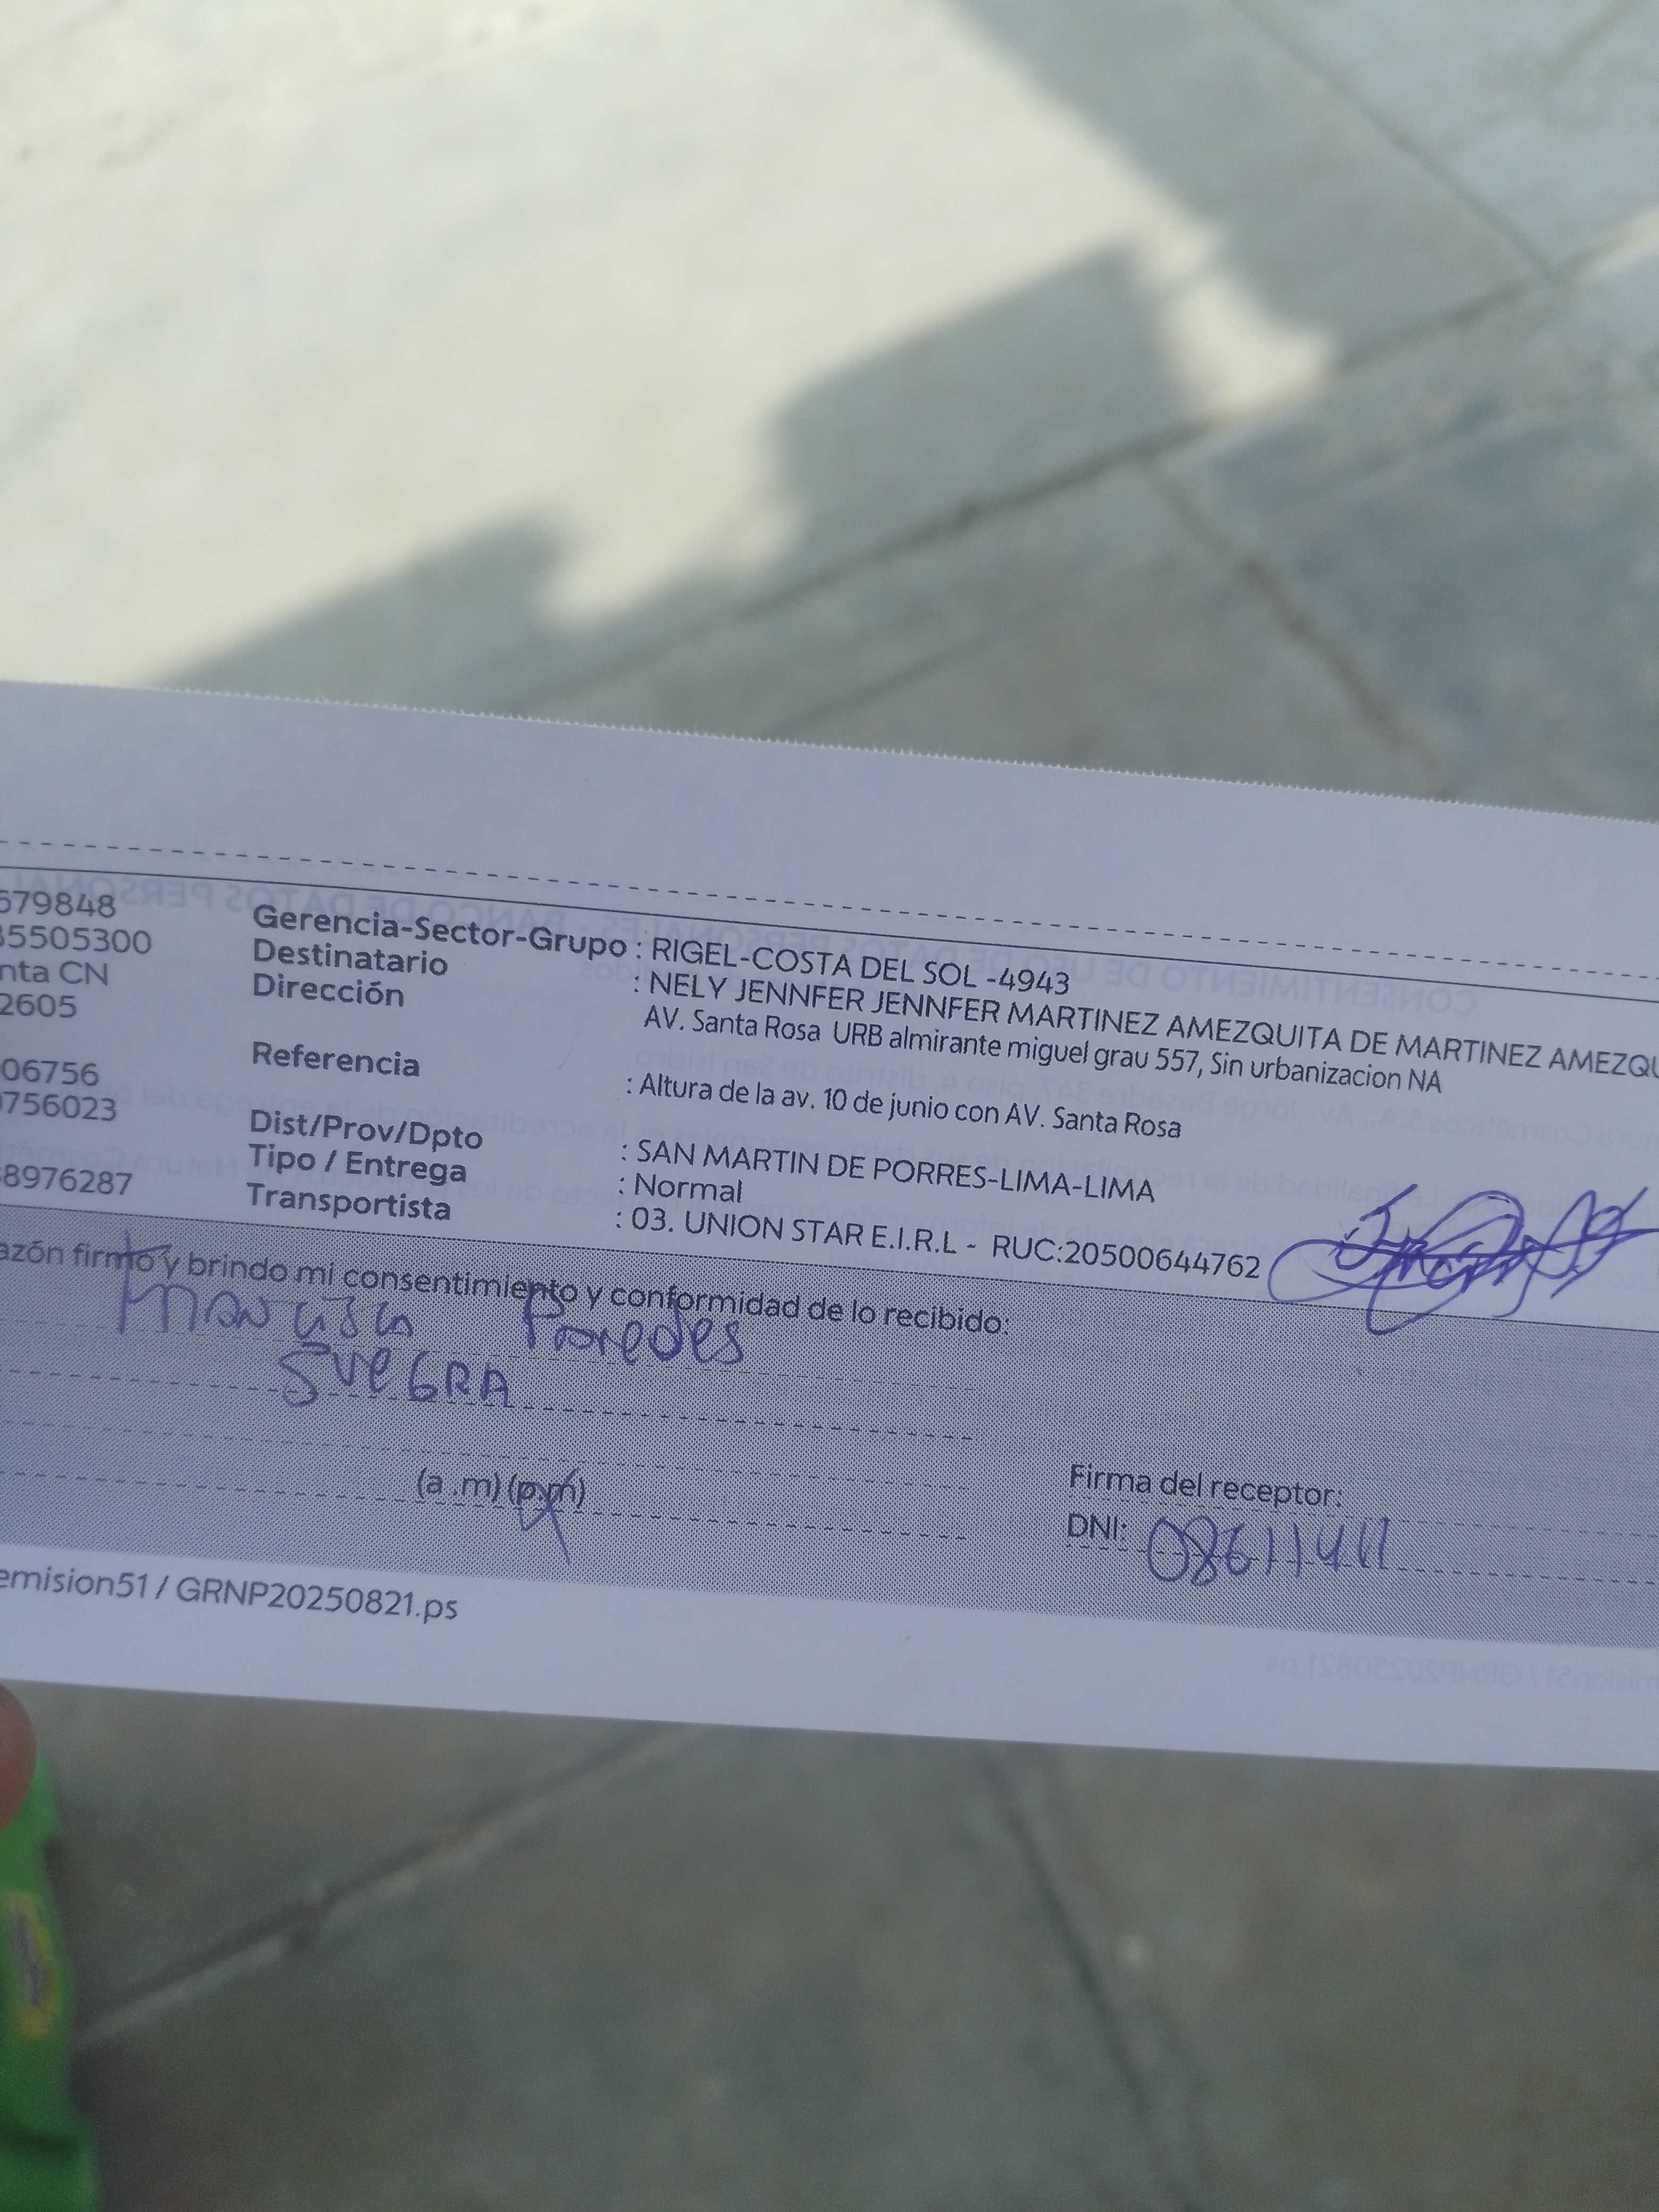 679848
35505300
nta CN
2605
06756
0756023
8976287
Gerencia-Sector-Grupo : RIGEL-COSTA DEL SOL -4943
Destinatario : NELY JENNFER JENNFER MARTINEZ AMEZQUITA DE MARTINEZ AMEZQU
Dirección AV. Santa Rosa URB almirante miguel grau 557, Sin urbanizacion NA
Referencia : Altura de la av. 10 de junio con AV. Santa Rosa
Dist/Prov/Dpto : SAN MARTIN DE PORRES-LIMA-LIMA
Tipo / Entrega : Normal
Transportista : 03. UNION STAR E.I.R.L - RUC:20500644762
azón firmo y brindo mi consentimiento y conformidad de lo recibido:
Paredes
SUEGRA
(a .m) (p.m)
Firma del receptor:
DNI: 08611411
emision51 / GRNP20250821.ps